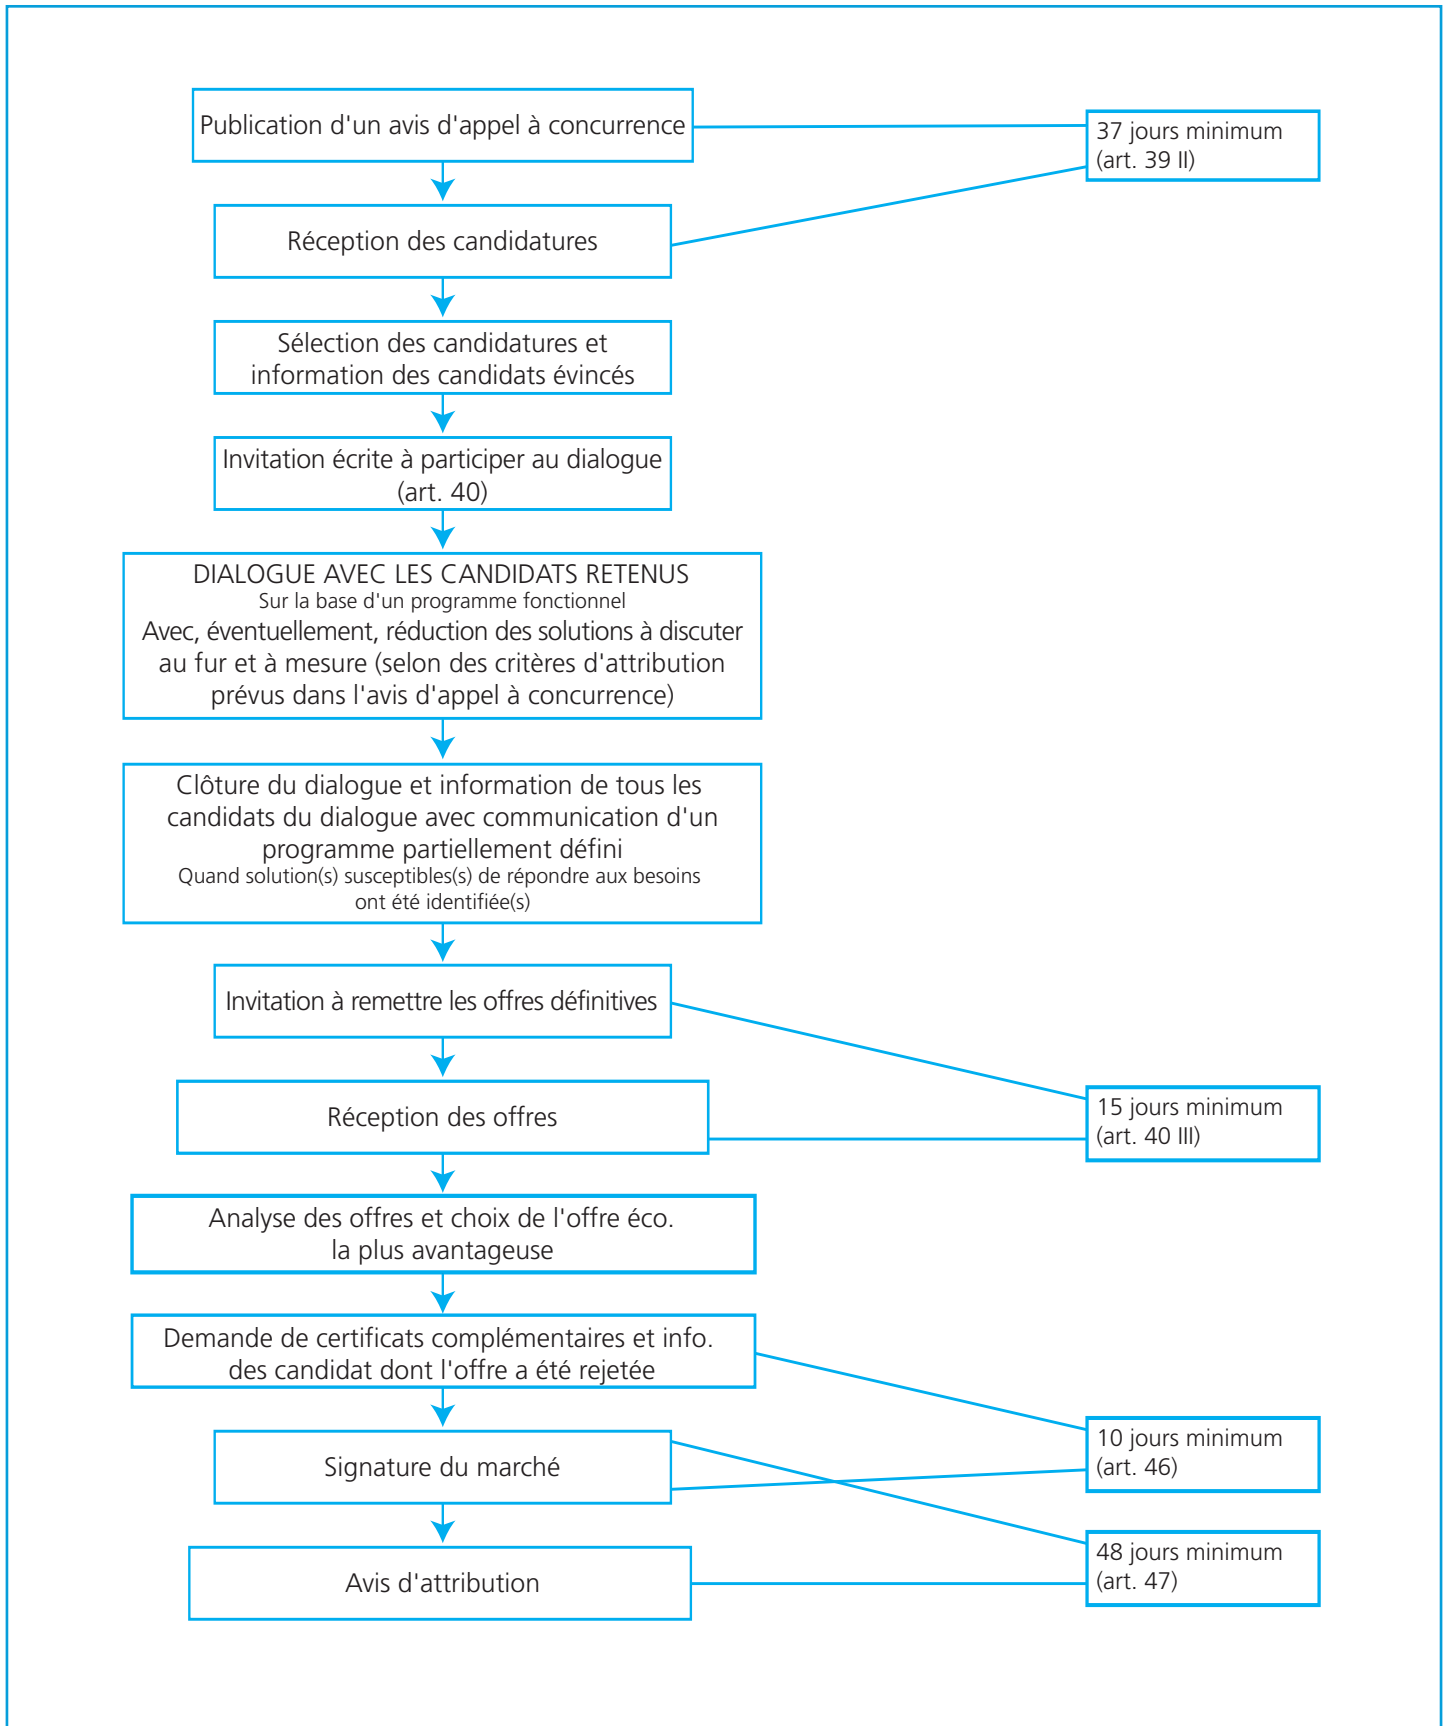 Publication d'un avis d'appel à concurrence
37 jours minimum
(art. 39 II)
Réception des candidatures
Sélection des candidatures et
information des candidats évincés
Invitation écrite à participer au dialogue
(art. 40)
DIALOGUE AVEC LES CANDIDATS RETENUS
Sur la base d'un programme fonctionnel
Avec, éventuellement, réduction des solutions à discuter
au fur et à mesure (selon des critères d'attribution
prévus dans l'avis d'appel à concurrence)
Clôture du dialogue et information de tous les
candidats du dialogue avec communication d'un
programme partiellement défini
Quand solution(s) susceptibles(s) de répondre aux besoins
ont été identifiée(s)
Invitation à remettre les offres définitives
Réception des offres
15 jours minimum
(art. 40 III)
Analyse des offres et choix de l'offre éco.
la plus avantageuse
Demande de certificats complémentaires et info.
des candidat dont l'offre a été rejetée
Signature du marché
10 jours minimum
(art. 46)
Avis d'attribution
48 jours minimum
(art. 47)